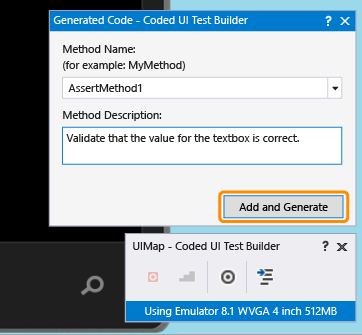 Generated Code - Coded UI Test Builder ? X
Method Name:
(for example: MyMethod)
AssertMethod1
Method Description:
Validate that the value for the textbox is correct.
Add and Generate
UIMap - Coded UI Test Builder ? X
Using Emulator 8.1 WVGA 4 inch 512MB